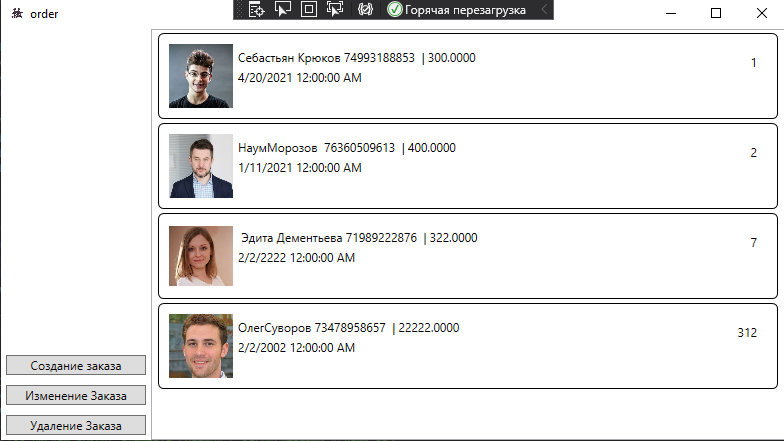 order
Горячая перезагрузка
Себастьян Крюков 74993188853 | 300.0000
1
4/20/2021 12:00:00 AM
НаумМорозов 76360509613 | 400.0000
2
1/11/2021 12:00:00 AM
Эдита Дементьева 71989222876 | 322.0000
7
2/2/2222 12:00:00 AM
ОлегСуворов 73478958657 | 22222.0000
312
2/2/2002 12:00:00 AM
Создание заказа
Изменение Заказа
Удаление Заказа